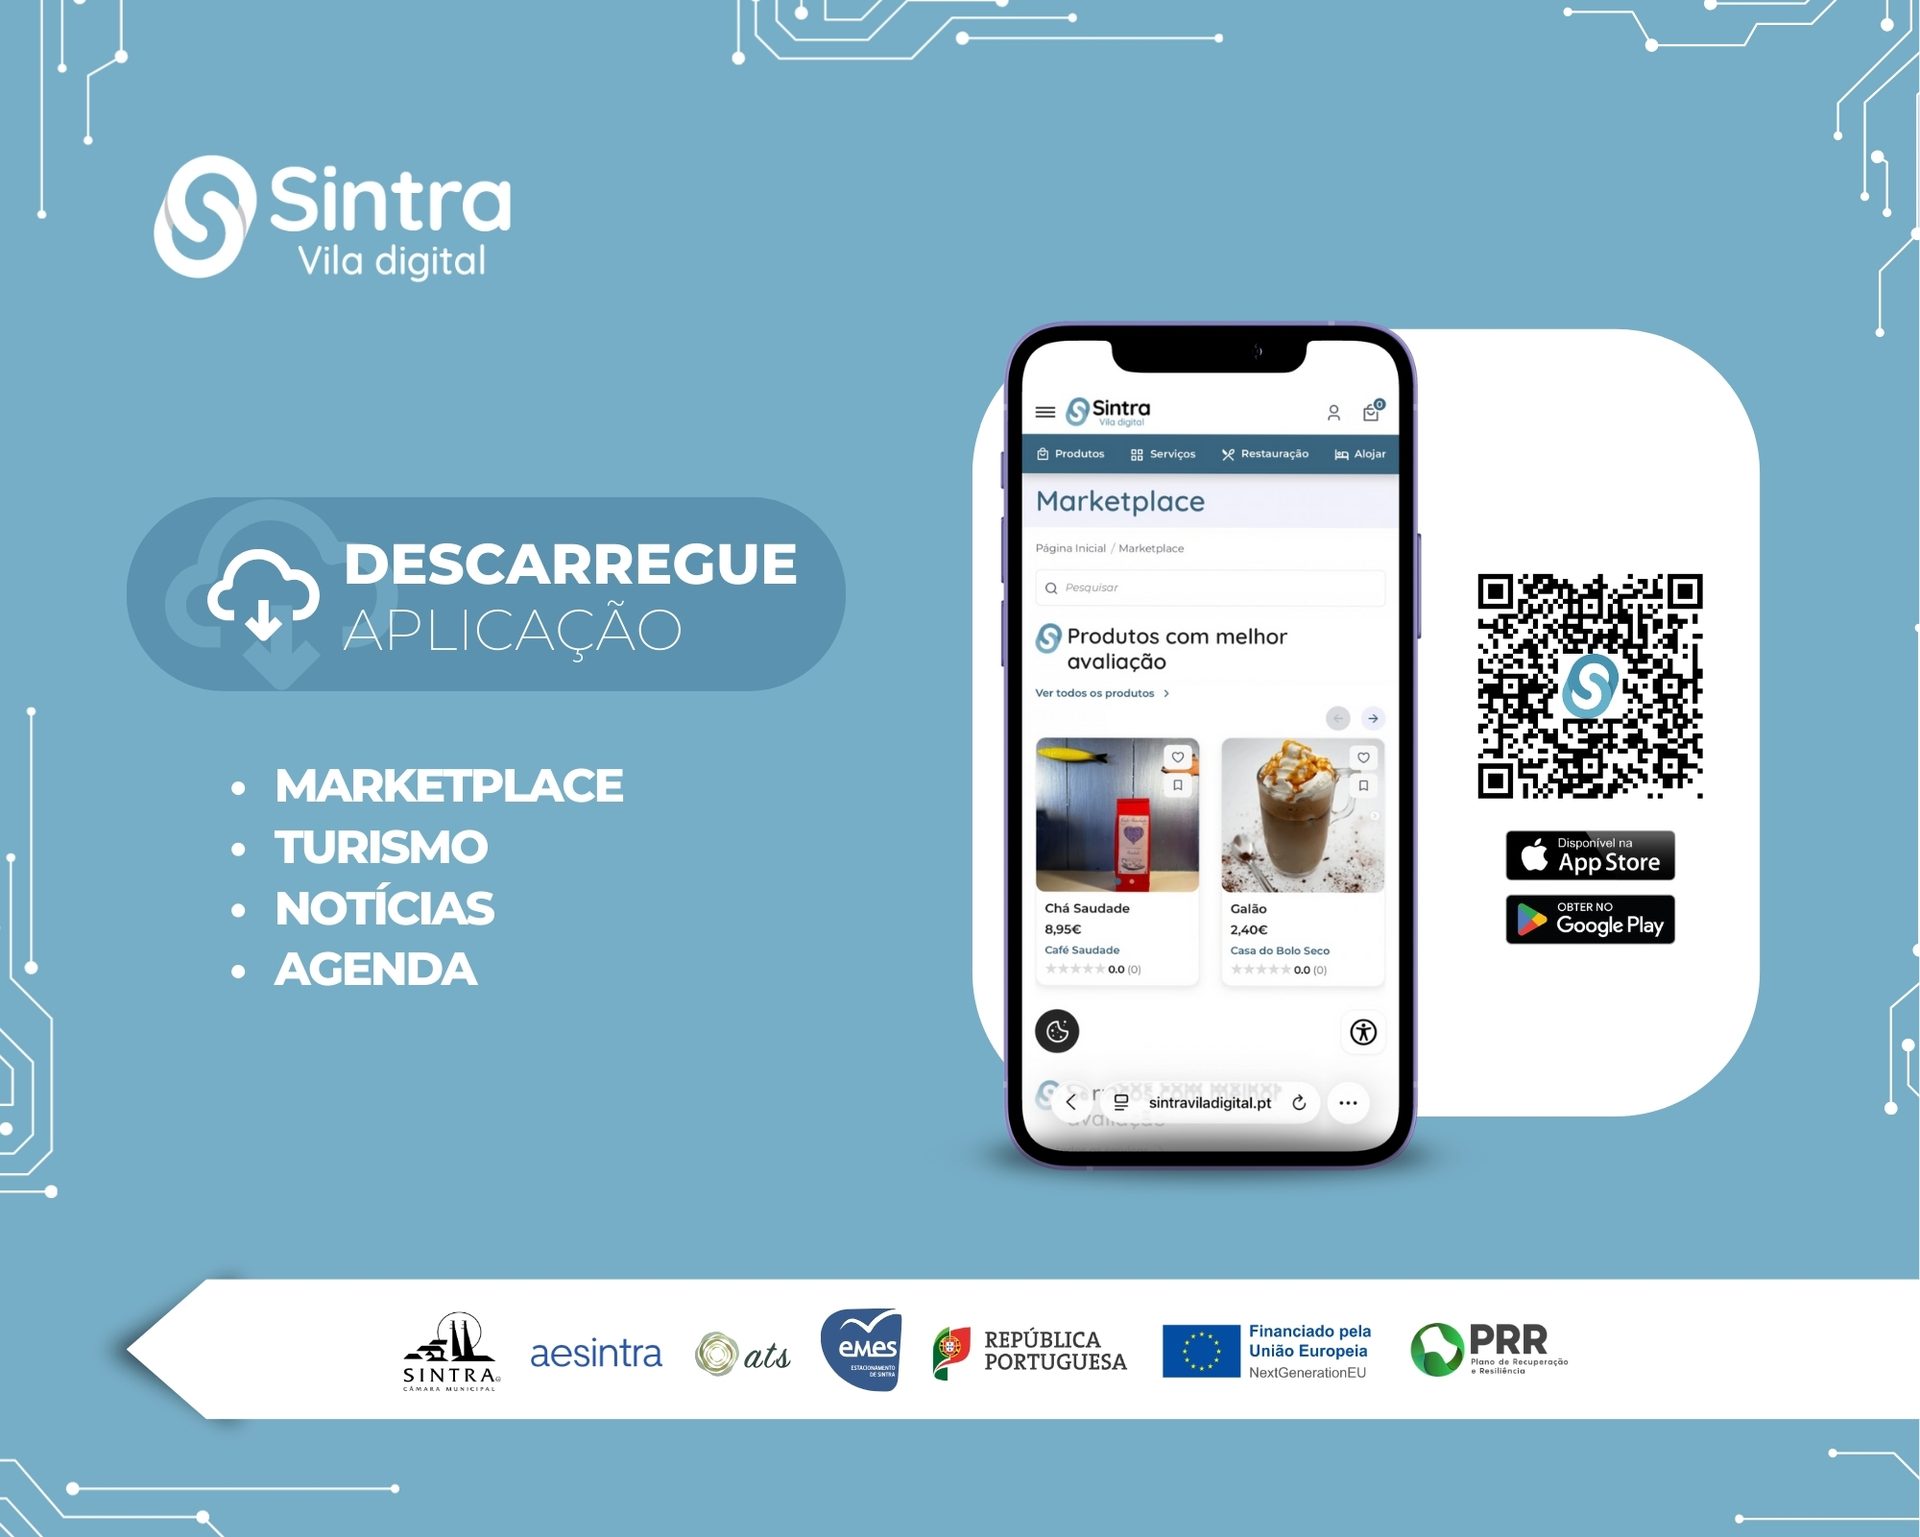 Sintra
Vila digital
DESCARREGUE
APLICAÇÃO
MARKETPLACE
TURISMO
NOTÍCIAS
AGENDA
Sintra
Vila digital
0
Produtos
Serviços
Restauração
Alojar
Marketplace
Página Inicial / Marketplace
Pesquisar
Produtos com melhor
avaliação
Ver todos os produtos
Chá Saudade
8,95€
Café Saudade
0.0 (0)
Galão
2,40€
Casa do Bolo Seco
0.0 (0)
sintraviladigital.pt
Disponível na
App Store
OBTER NO
Google Play
SINTRA
CÂMARA MUNICIPAL
aesintra
ats
eMes
ESTACIONAMENTO
DE SINTRA
REPÚBLICA
PORTUGUESA
Financiado pela
União Europeia
NextGenerationEU
PRR
Plano de Recuperação
e Resiliência